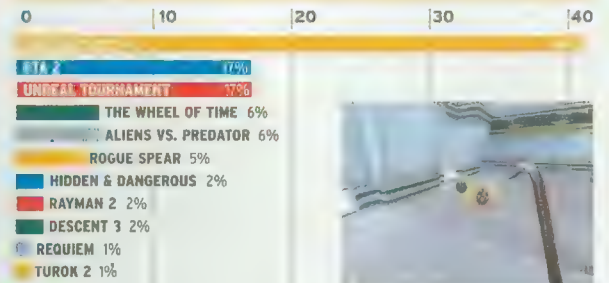 0 10 20 30 40
GTA 2 17%
UNREAL TOURNAMENT 17%
THE WHEEL OF TIME 6%
ALIENS VS. PREDATOR 6%
ROGUE SPEAR 5%
HIDDEN & DANGEROUS 2%
RAYMAN 2 2%
DESCENT 3 2%
REQUIEM 1%
TUROK 2 1%